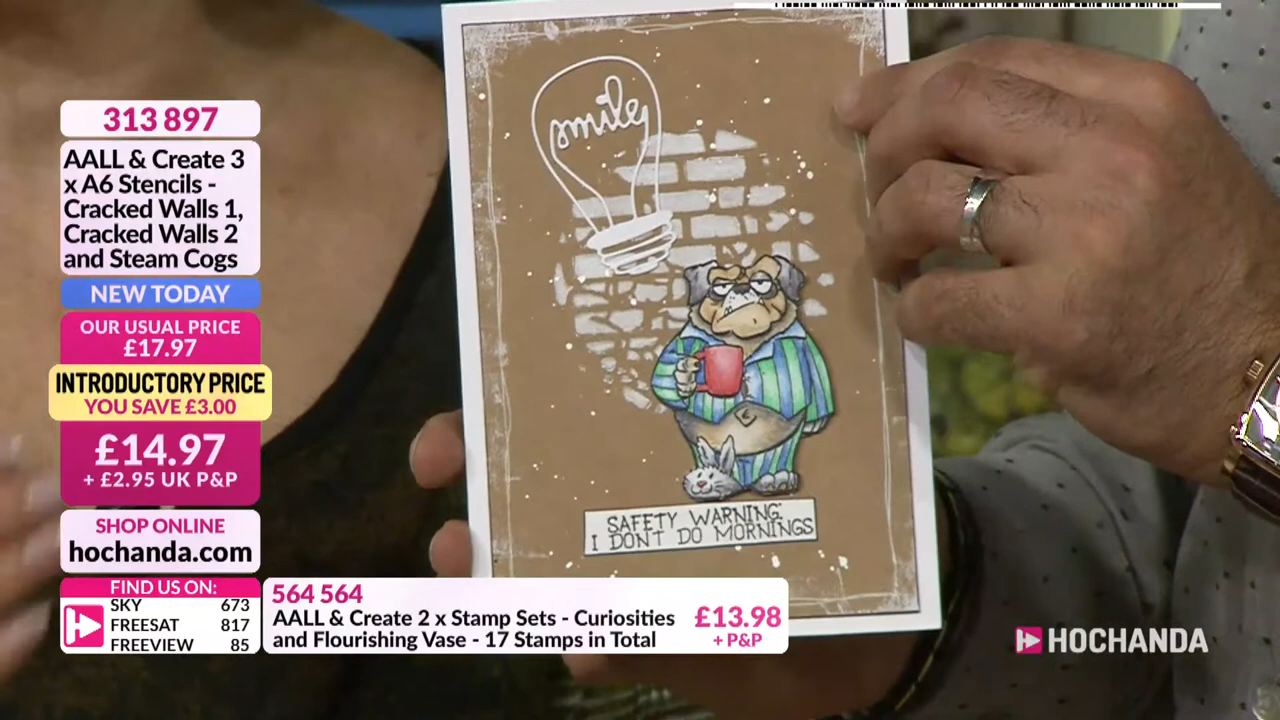 313 897
AALL & Create 3
x A6 Stencils -
Cracked Walls 1,
Cracked Walls 2
and Steam Cogs
NEW TODAY
OUR USUAL PRICE
£17.97
INTRODUCTORY PRICE
YOU SAVE £3.00
£14.97
+ £2.95 UK P&P
SHOP ONLINE
hochanda.com
FIND US ON:
SKY 673
FREESAT 817
FREEVIEW 85
564 564
AALL & Create 2 x Stamp Sets - Curiosities
and Flourishing Vase - 17 Stamps in Total
£13.98
+ P&P
smile
SAFETY WARNING:
I DON'T DO MORNINGS
HOCHANDA